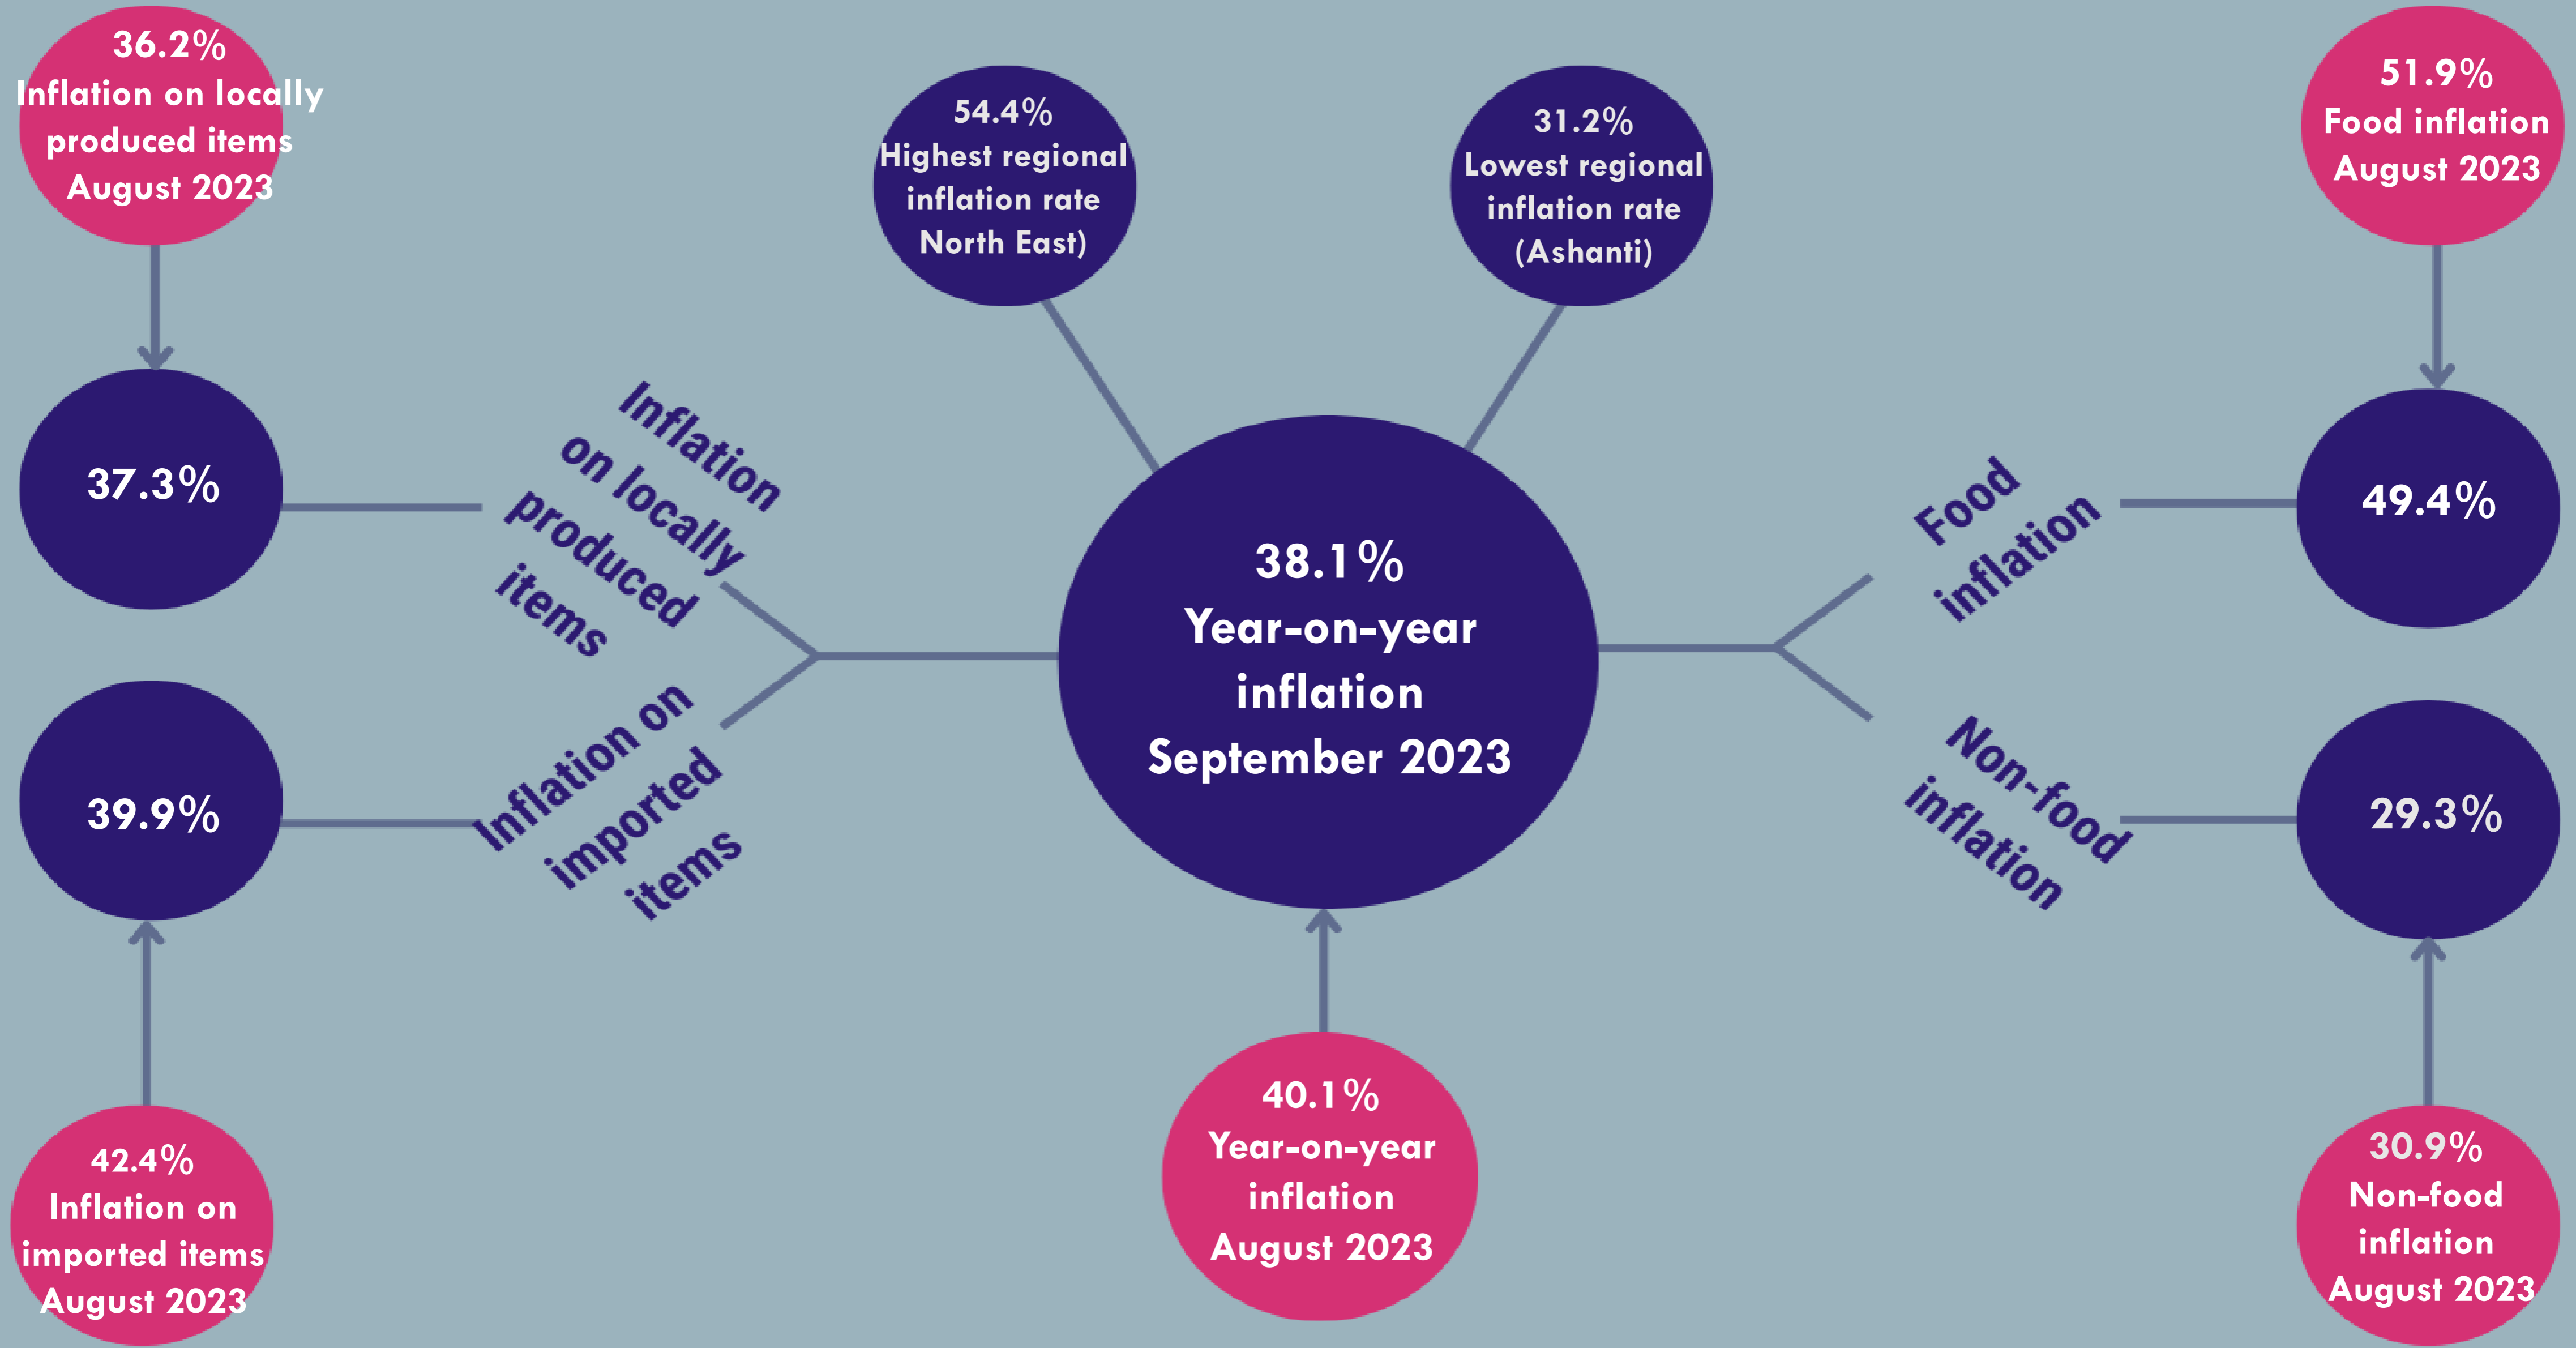 36.2%
Inflation on locally
produced items
August 2023
54.4%
Highest regional
inflation rate
North East)
31.2%
Lowest regional
inflation rate
(Ashanti)
51.9%
Food inflation
August 2023
37.3%
Inflation
on locally
produced
items
38.1%
Year-on-year
inflation
September 2023
Food
inflation
49.4%
39.9%
Inflation on
imported
items
Non-food
inflation
29.3%
42.4%
Inflation on
imported items
August 2023
40.1%
Year-on-year
inflation
August 2023
30.9%
Non-food
inflation
August 2023